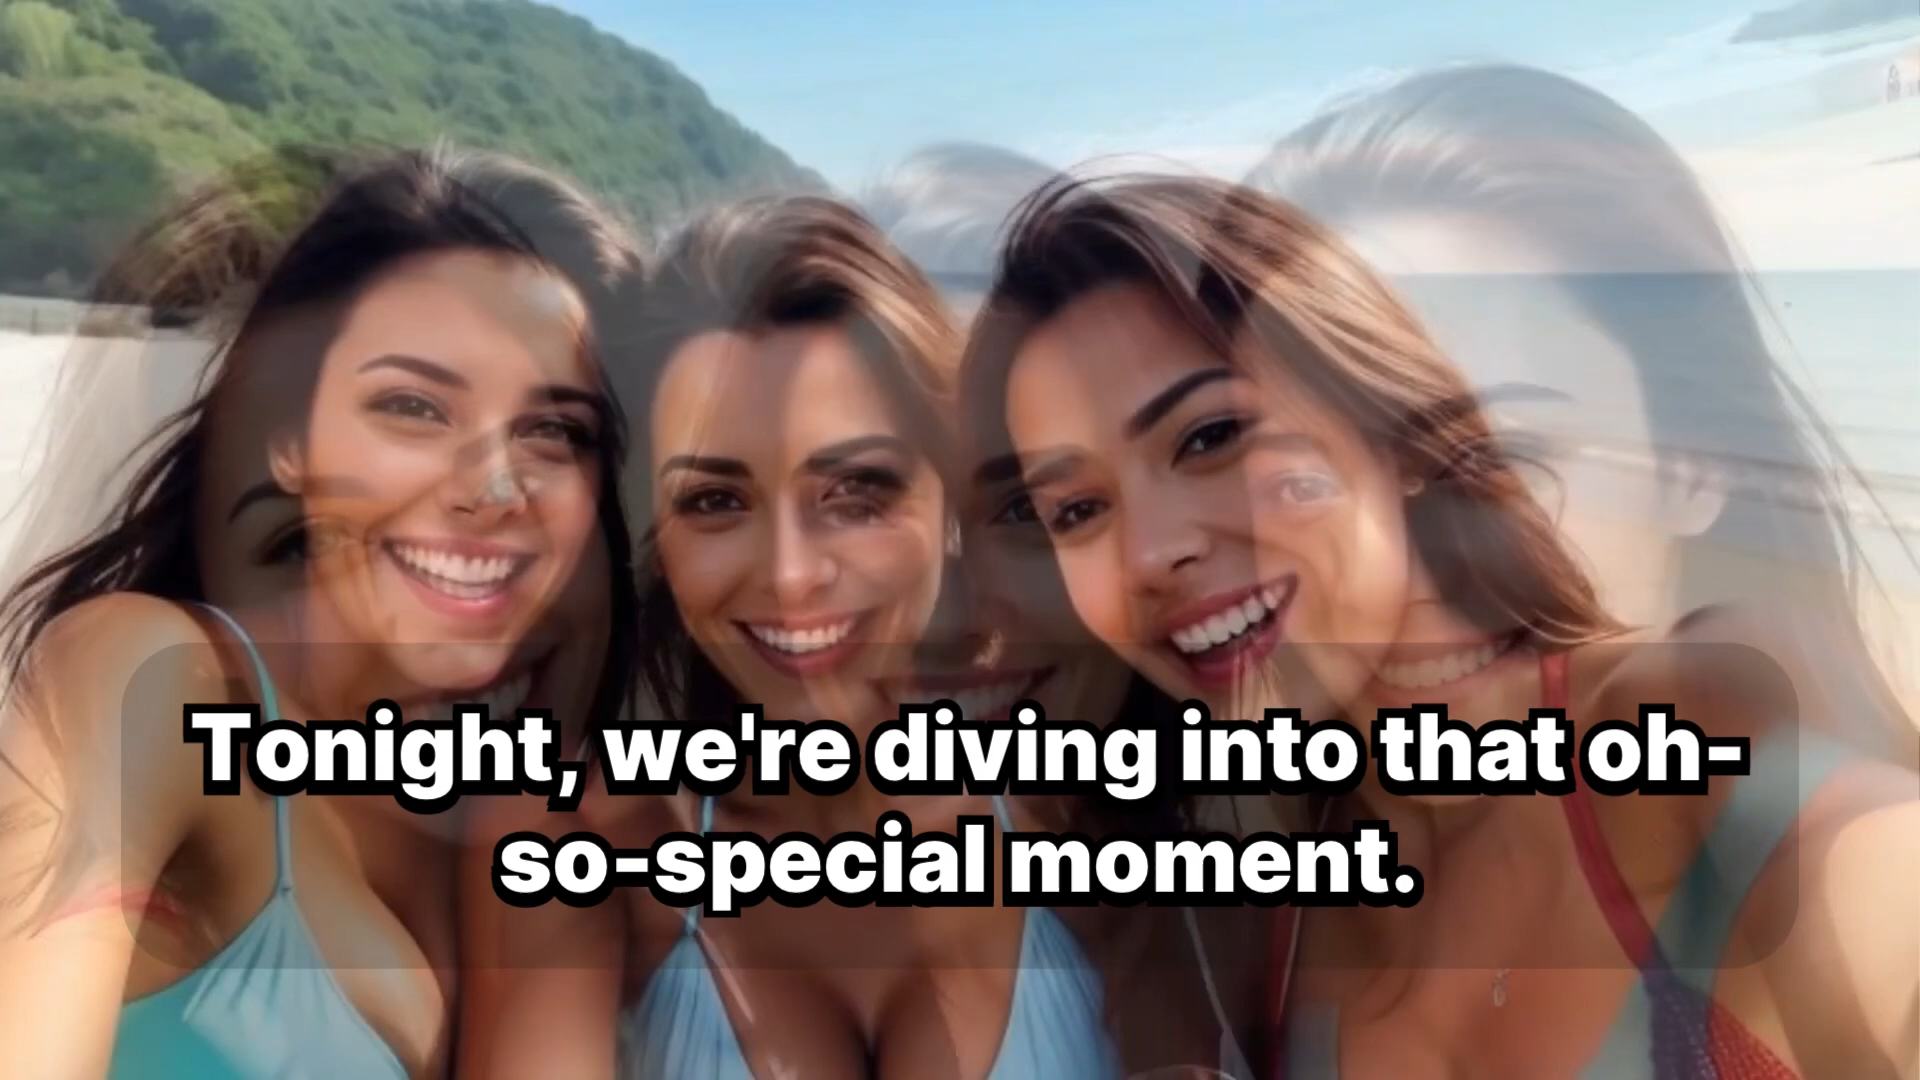 Tonight, we're diving into that oh-
so-special moment.